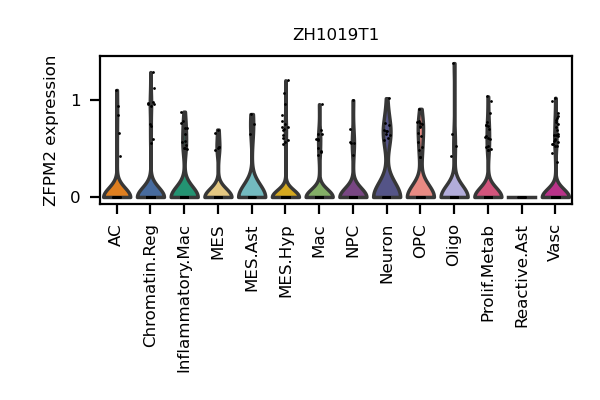 ZH1019T1
ZFPM2 expression
1
0
AC
Chromatin.Reg
Inflammatory.Mac
MES
MES.Ast
MES.Hyp
Mac
NPC
Neuron
OPC
Oligo
Prolif.Metab
Reactive.Ast
Vasc